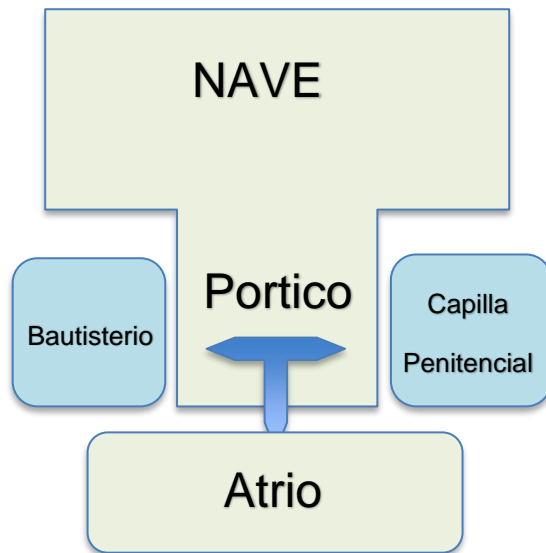 NAVE
Portico
Bautisterio
Capilla
Penitencial
Atrio